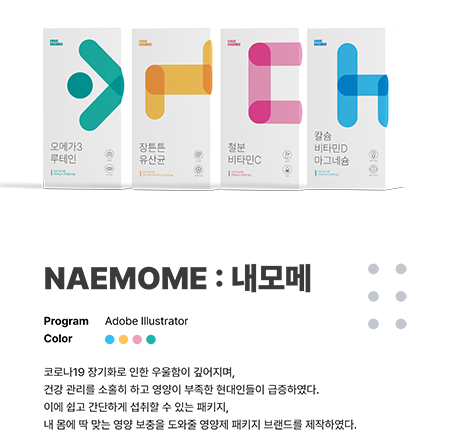 오메가3
루테인
장튼튼
유산균
철분
비타민C
칼슘
비타민D
마그네슘
NAEMOME : 내모메
Program Adobe Illustrator
Color
코로나19 장기화로 인한 우울함이 깊어지며,
건강 관리를 소홀히 하고 영양이 부족한 현대인들이 급증하였다.
이에 쉽고 간단하게 섭취할 수 있는 패키지,
내 몸에 딱 맞는 영양 보충을 도와줄 영양제 패키지 브랜드를 제작하였다.